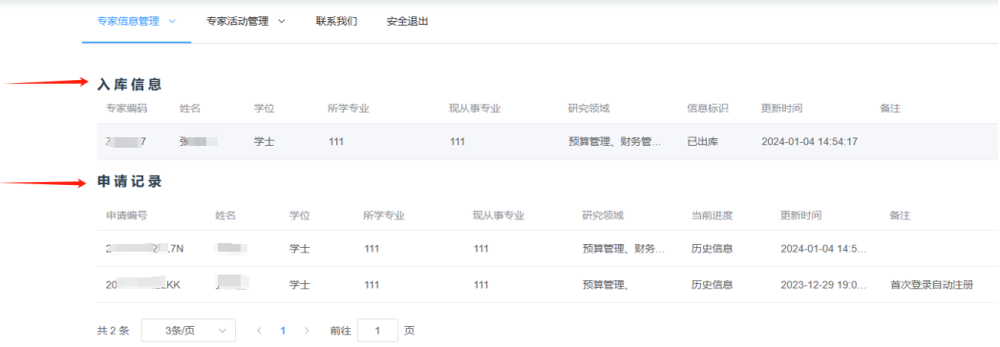 专家信息管理 专家活动管理 联系我们 安全退出
入库信息
专家编码 姓名 学位 所学专业 现从事专业 研究领域 信息标识 更新时间 备注
7 张 学士 111 111 预算管理、财务管... 已出库 2024-01-04 14:54:17
申请记录
申请编号 姓名 学位 所学专业 现从事专业 研究领域 当前进度 更新时间 备注
2 2 .7N 学士 111 111 预算管理、财务... 历史信息 2024-01-04 14:5...
20 KK 学士 111 111 预算管理、 历史信息 2023-12-29 19:0... 首次登录自动注册
共 2 条 3条/页 < 1 > 前往 1 页